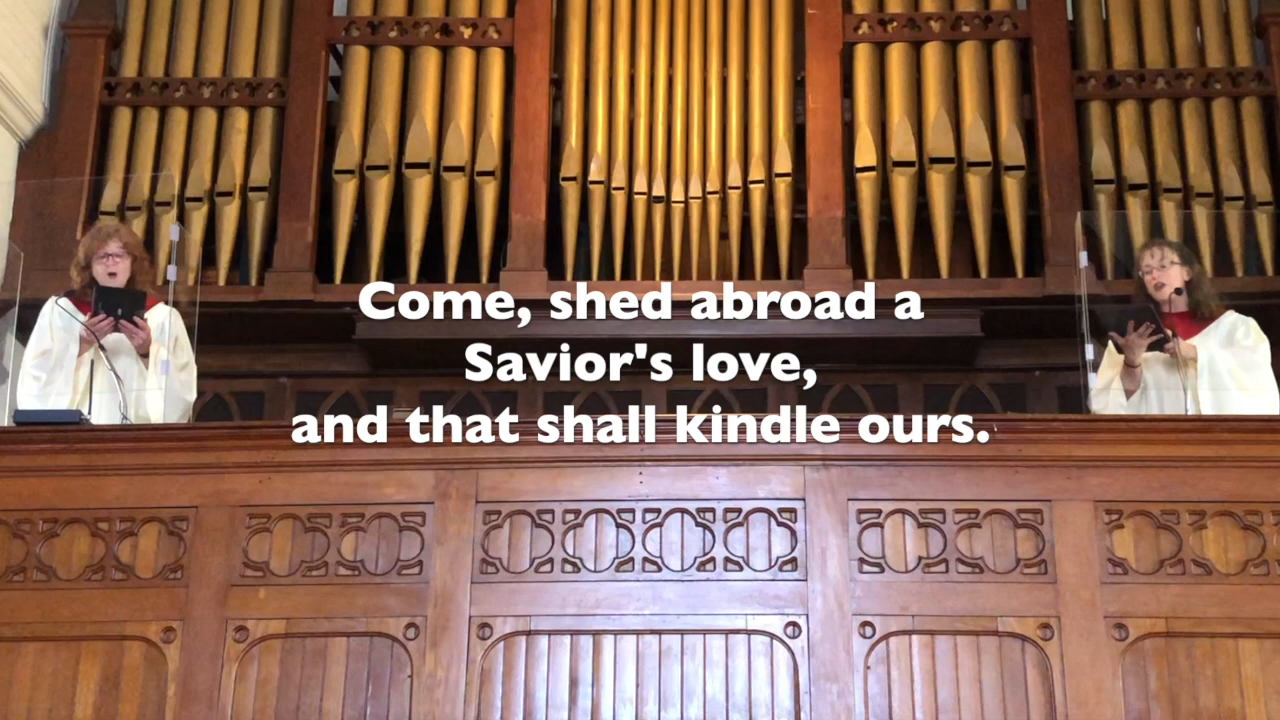 Come, shed abroad a
Savior's love,
and that shall kindle ours.